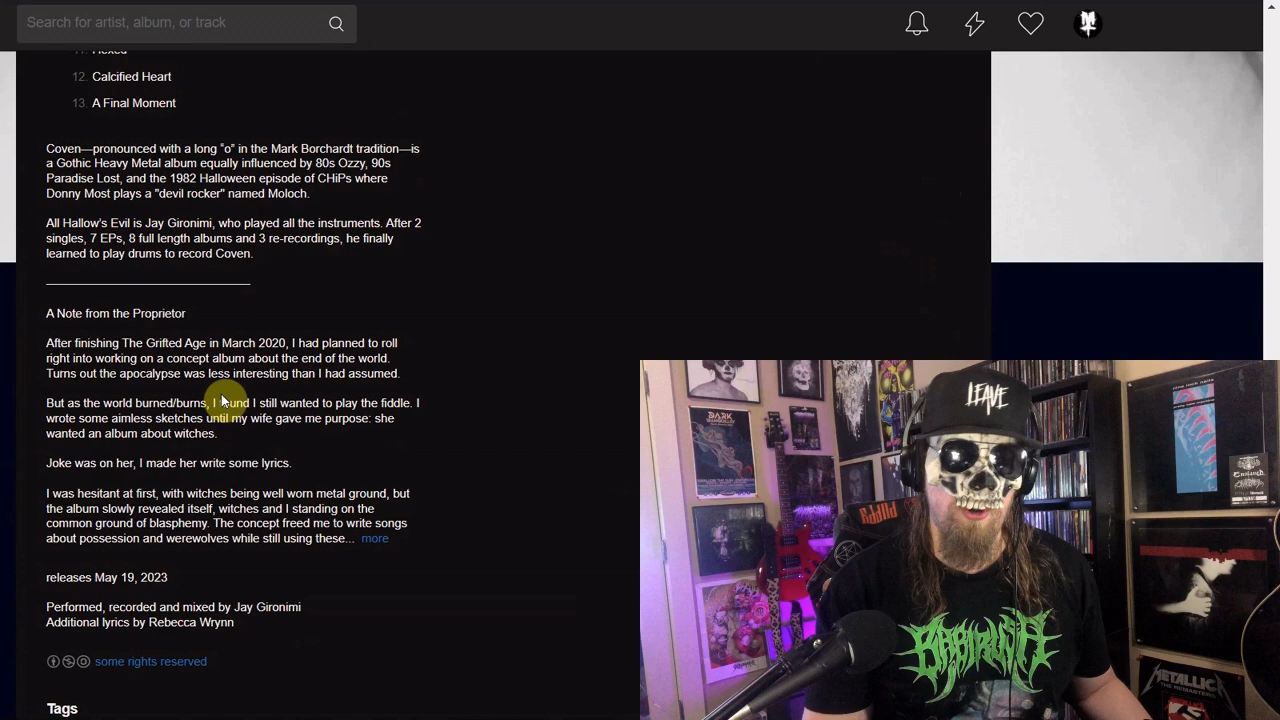 Search for artist, album, or track
11. Hexed
12. Calcified Heart
13. A Final Moment
Coven—pronounced with a long “o” in the Mark Borchardt tradition—is
a Gothic Heavy Metal album equally influenced by 80s Ozzy, 90s
Paradise Lost, and the 1982 Halloween episode of CHiPs where
Donny Most plays a "devil rocker" named Moloch.
All Hallow’s Evil is Jay Gironimi, who played all the instruments. After 2
singles, 7 EPs, 8 full length albums and 3 re-recordings, he finally
learned to play drums to record Coven.
A Note from the Proprietor
After finishing The Grifted Age in March 2020, I had planned to roll
right into working on a concept album about the end of the world.
Turns out the apocalypse was less interesting than I had assumed.
But as the world burned/burns, I found I still wanted to play the fiddle. I
wrote some aimless sketches until my wife gave me purpose: she
wanted an album about witches.
Joke was on her, I made her write some lyrics.
I was hesitant at first, with witches being well worn metal ground, but
the album slowly revealed itself, witches and I standing on the
common ground of blasphemy. The concept freed me to write songs
about possession and werewolves while still using these... more
releases May 19, 2023
Performed, recorded and mixed by Jay Gironimi
Additional lyrics by Rebecca Wrynn
some rights reserved
Tags
LEAVE
DARK
TRANQUILLITY
nine inch nails
BABIRUSA
METALLICA
THE REMASTERS